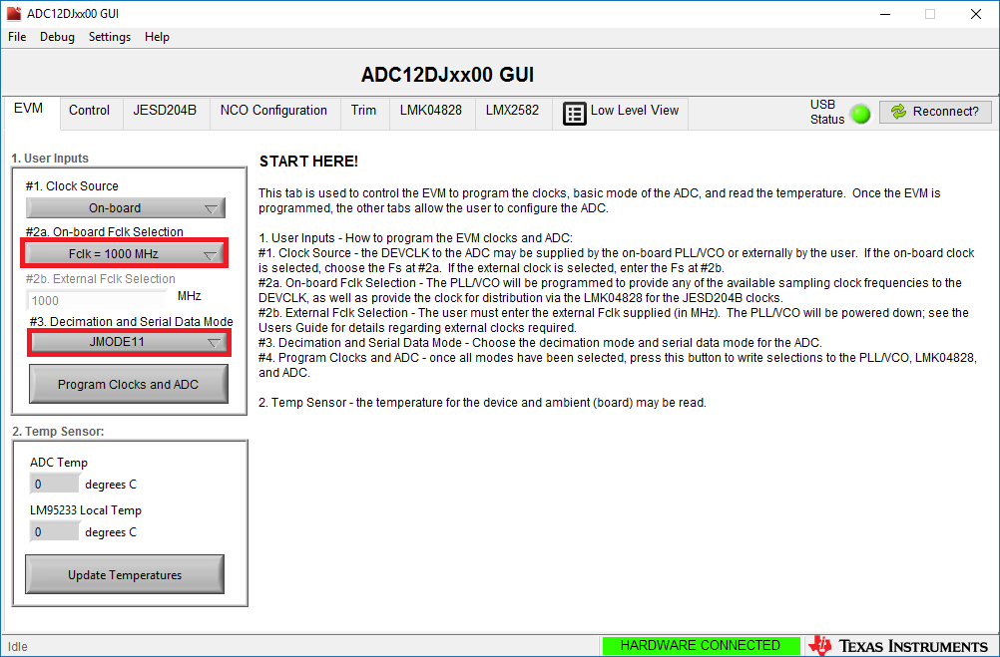 ADC12DJxx00 GUI
File Debug Settings Help
ADC12DJxx00 GUI
EVM Control JESD204B NCO Configuration Trim LMK04828 LMX2582 Low Level View
USB
Status
Reconnect?
1. User Inputs
#1. Clock Source
On-board
#2a. On-board Fclk Selection
Fclk = 1000 MHz
#2b. External Fclk Selection
1000 MHz
#3. Decimation and Serial Data Mode
JMODE11
Program Clocks and ADC
2. Temp Sensor:
ADC Temp
0 degrees C
LM95233 Local Temp
0 degrees C
Update Temperatures
START HERE!
This tab is used to control the EVM to program the clocks, basic mode of the ADC, and read the temperature. Once the EVM is
programmed, the other tabs allow the user to configure the ADC.
1. User Inputs - How to program the EVM clocks and ADC:
#1. Clock Source - the DEVCLK to the ADC may be supplied by the on-board PLL/VCO or externally by the user. If the on-board clock
is selected, choose the Fs at #2a. If the external clock is selected, enter the Fs at #2b.
#2a. On-board Fclk Selection - The PLL/VCO will be programmed to provide any of the available sampling clock frequencies to the
DEVCLK, as well as provide the clock for distribution via the LMK04828 for the JESD204B clocks.
#2b. External Fclk Selection - The user must enter the external Fclk supplied (in MHz). The PLL/VCO will be powered down; see the
Users Guide for details regarding external clocks required.
#3. Decimation and Serial Data Mode - Choose the decimation mode and serial data mode for the ADC.
#4. Program Clocks and ADC - once all modes have been selected, press this button to write selections to the PLL/VCO, LMK04828,
and ADC.
2. Temp Sensor - the temperature for the device and ambient (board) may be read.
Idle
HARDWARE CONNECTED
TEXAS INSTRUMENTS